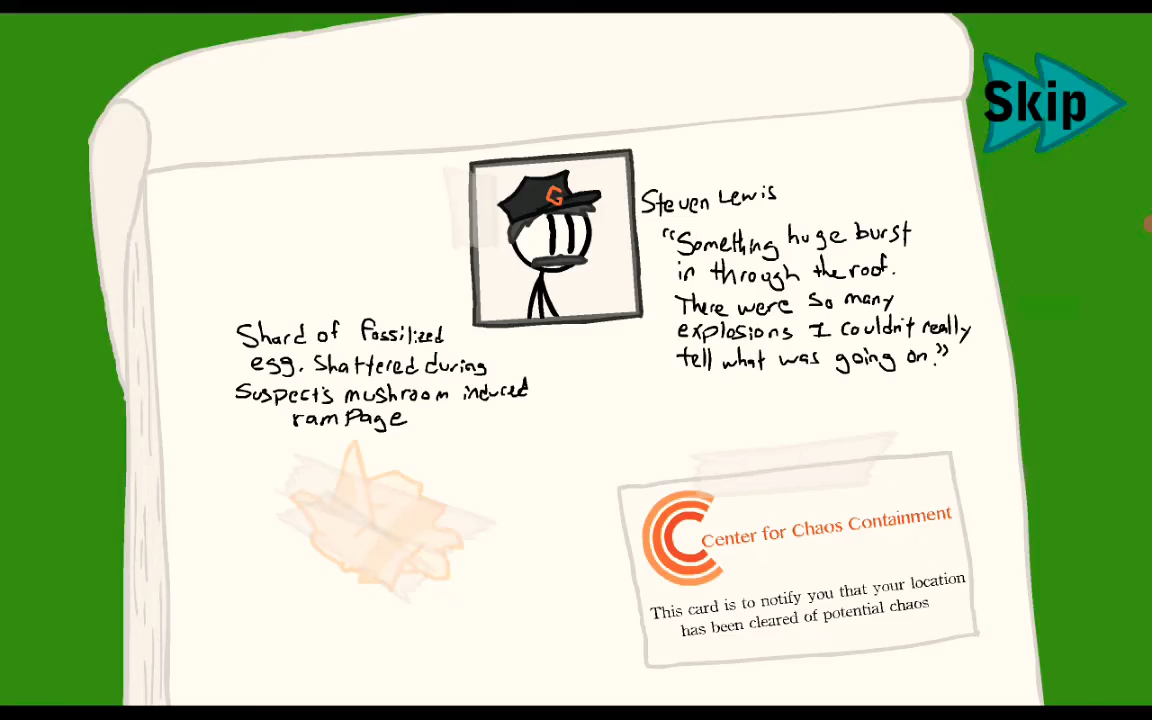 Skip
G
Steven Lewis
"Something huge burst
in through the roof.
There were so many
explosions I couldn't really
tell what was going on."
Shard of fossilized
egg. Shattered during
Suspect's mushroom induced
rampage
Center for Chaos Containment
This card is to notify you that your location
has been cleared of potential chaos